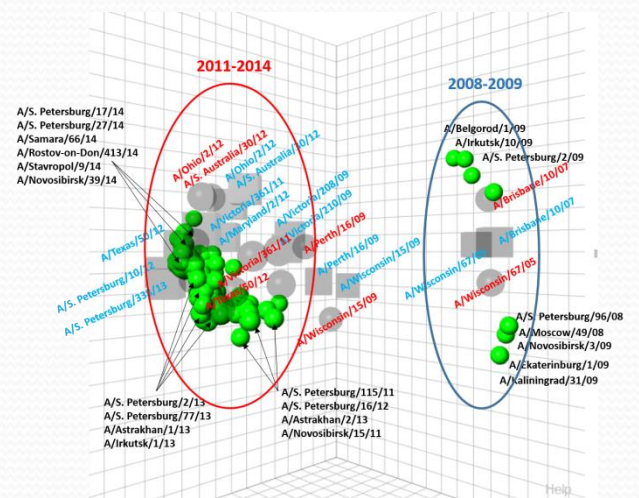 2011-2014
2008-2009
A/S. Petersburg/17/14
A/S. Petersburg/27/14
A/Samara/66/14
A/Rostov-on-Don/413/14
A/Stavropol/9/14
A/Novosibirsk/39/14
A/Belgorod/1/09
A/Irkutsk/10/09
A/S. Petersburg/2/09
A/Ohio/2/12
A/S. Australia/30/12
A/Ohio/2/12
A/S. Australia/30/12
A/Victoria/361/11
A/Maryland/2/12
A/Victoria/208/09
A/Victoria/210/09
A/Perth/16/09
A/Brisbane/10/07
A/Brisbane/10/07
A/Texas/50/12
A/S. Petersburg/10/12
A/S. Petersburg/
A/Victoria/361/11
A/Texas/50/12
A/Perth/16/09
A/Wisconsin/15/09
A/Wisconsin/15/09
A/Wisconsin/67/05
A/Wisconsin/67/05
A/S. Petersburg/96/08
A/Moscow/49/08
A/Novosibirsk/3/09
A/Ekaterinburg/1/09
A/Kaliningrad/31/09
A/S. Petersburg/2/13
A/S. Petersburg/77/13
A/Astrakhan/1/13
A/Irkutsk/1/13
A/S. Petersburg/115/11
A/S. Petersburg/16/12
A/Astrakhan/2/13
A/Novosibirsk/15/11
Help